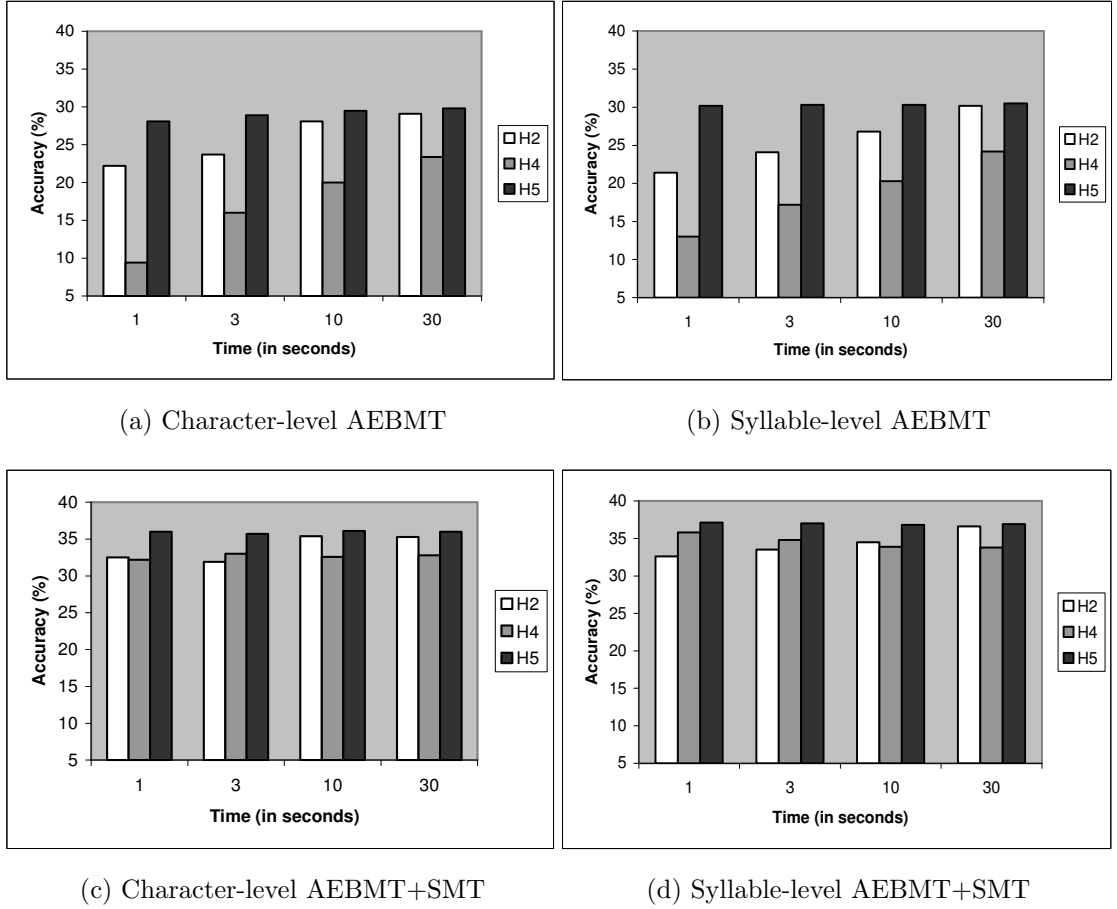 40
35
30
25
20
15
10
5
Accuracy (%)
1 3 10 30
Time (in seconds)
H2
H4
H5
(a) Character-level AEBMT
40
35
30
25
20
15
10
5
Accuracy (%)
1 3 10 30
Time (in seconds)
H2
H4
H5
(b) Syllable-level AEBMT
40
35
30
25
20
15
10
5
Accuracy (%)
1 3 10 30
Time (in seconds)
H2
H4
H5
(c) Character-level AEBMT+SMT
40
35
30
25
20
15
10
5
Accuracy (%)
1 3 10 30
Time (in seconds)
H2
H4
H5
(d) Syllable-level AEBMT+SMT